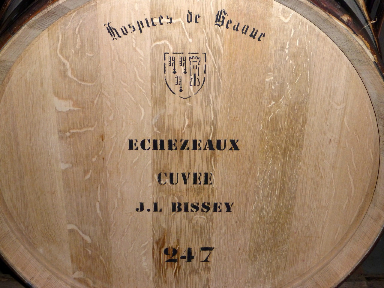 Hospices de Beaune
ECHEZEAUX
CUVEE
J.L BISSEY
247